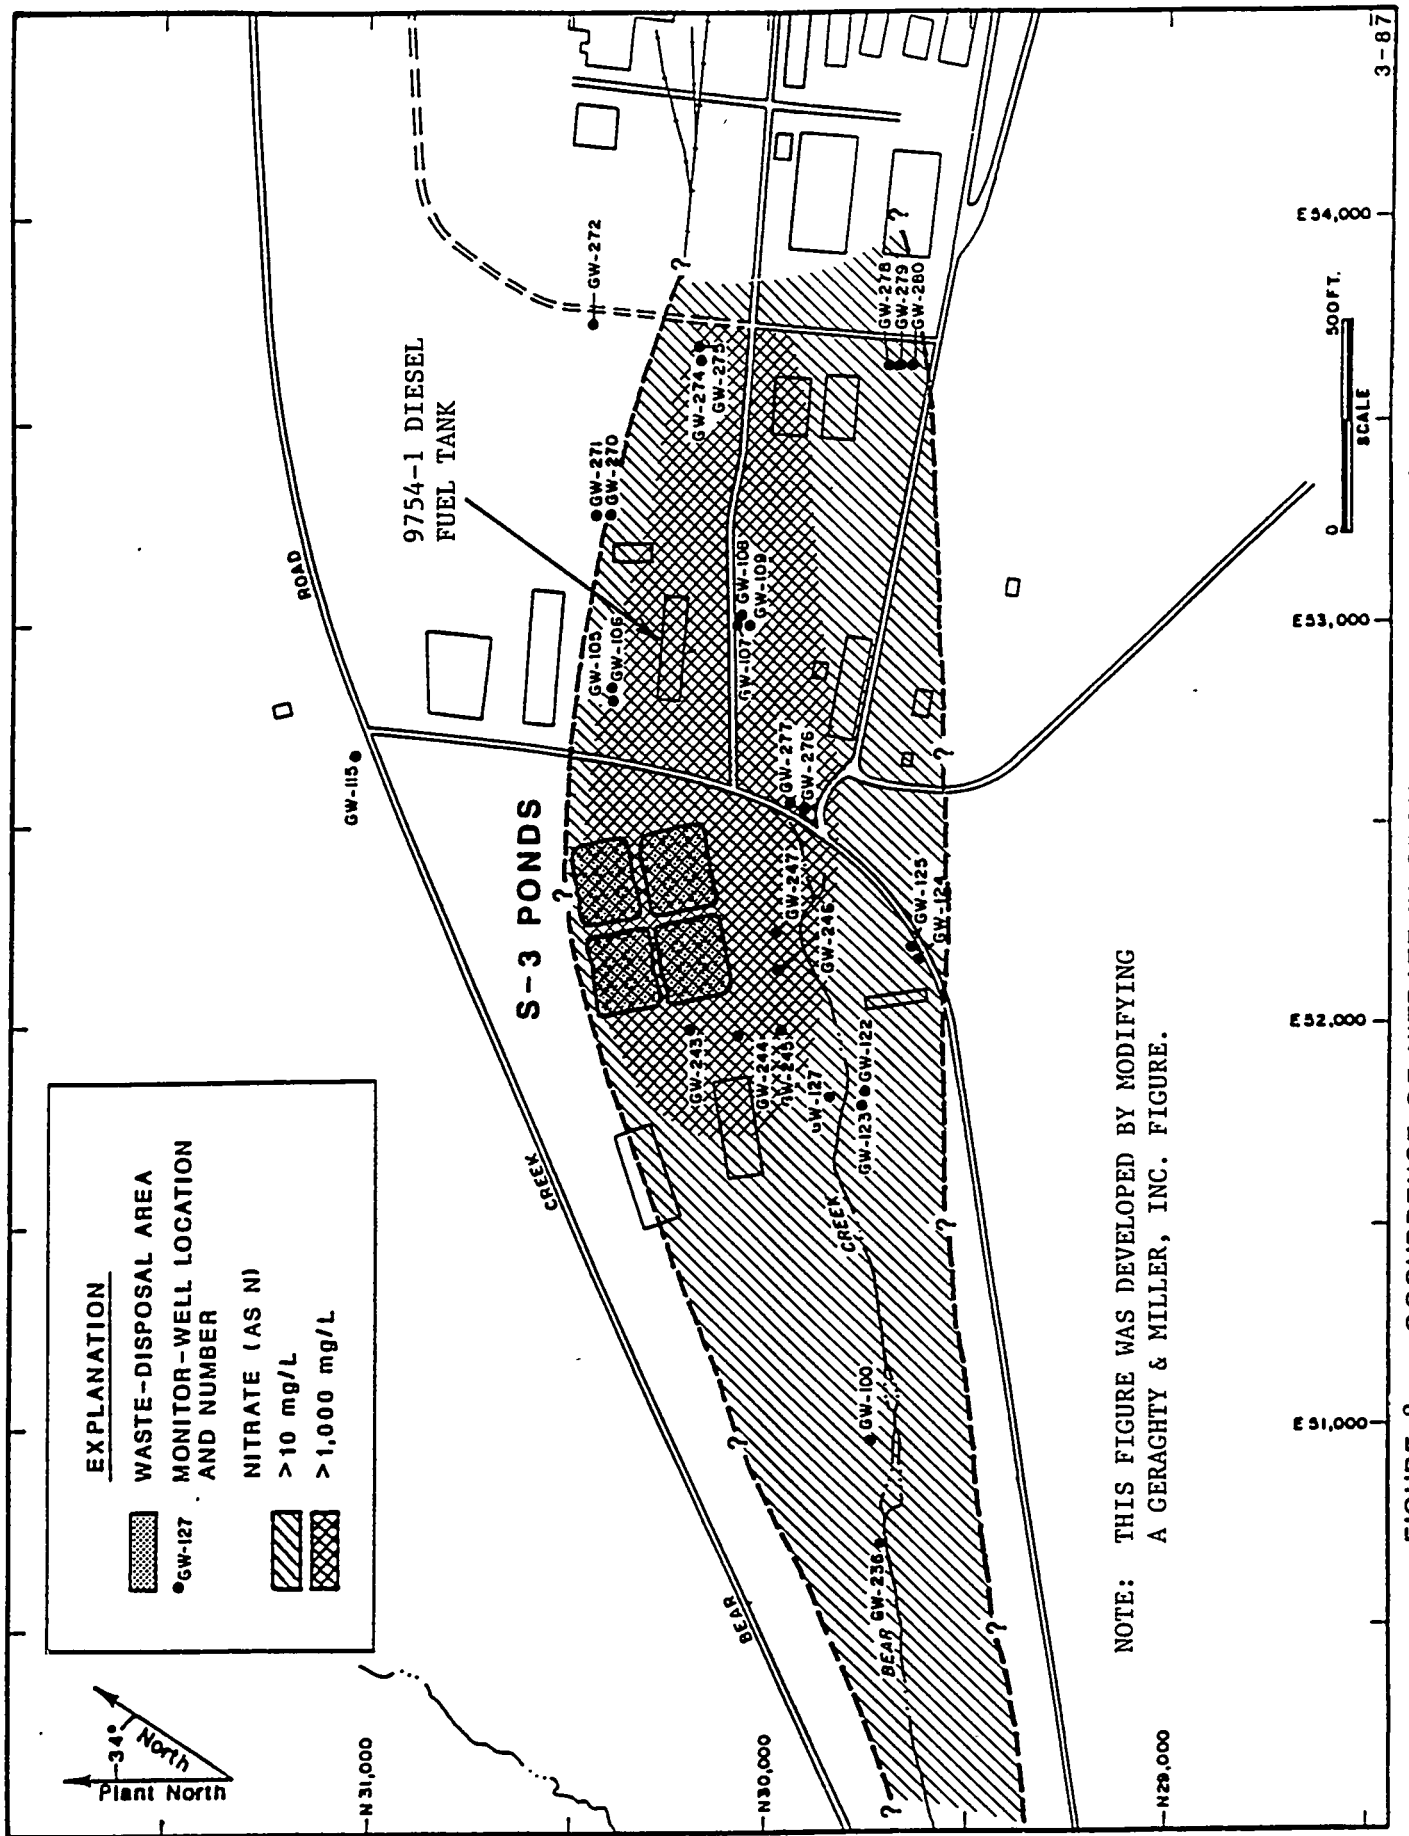 Plant North
34°
North
EXPLANATION
WASTE-DISPOSAL AREA
GW-127
MONITOR-WELL LOCATION
AND NUMBER
NITRATE (AS N)
>10 mg/L
>1,000 mg/L
N 31,000
N 30,000
N 29,000
BEAR
CREEK
ROAD
GW-115
S-3 PONDS
9754-1 DIESEL
FUEL TANK
GW-272
GW-271
GW-270
GW-105
GW-106
GW-274
GW-275
GW-108
GW-109
GW-107
GW-277
GW-276
GW-247
GW-246
GW-243
GW-244
GW-245
GW-127
GW-122
GW-123
GW-125
GW-124
GW-278
GW-279
GW-280
GW-100
GW-236
BEAR
CREEK
?
?
?
?
?
?
?
?
NOTE: THIS FIGURE WAS DEVELOPED BY MODIFYING
A GERAGHTY & MILLER, INC. FIGURE.
E 51,000
E 52,000
E 53,000
E 54,000
0
500 FT.
SCALE
3-87